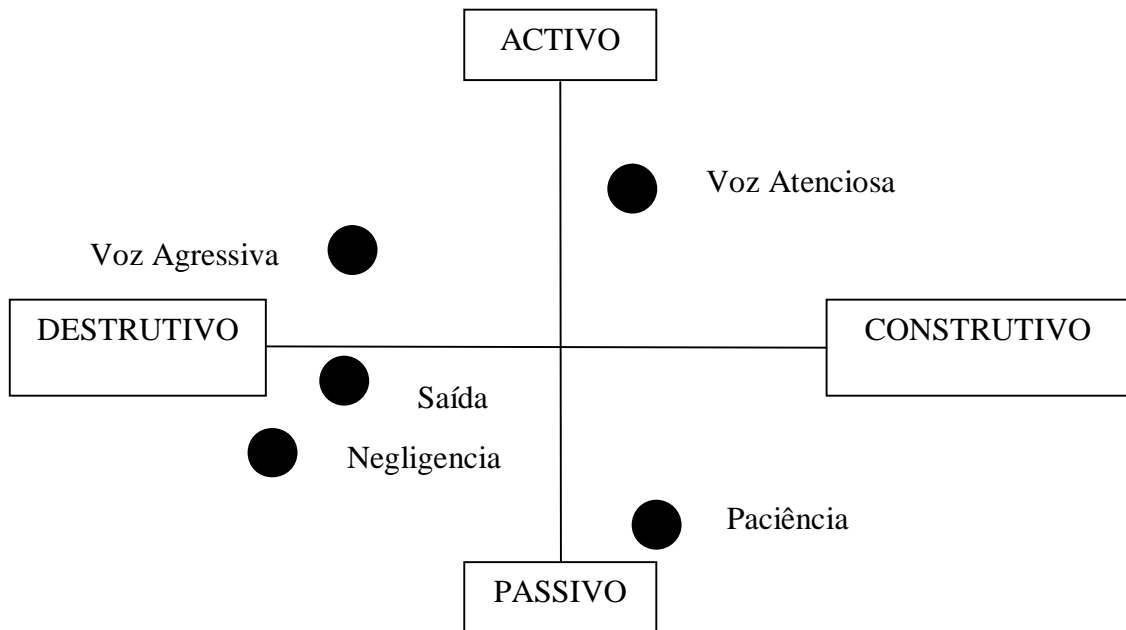 ACTIVO
Voz Atenciosa
Voz Agressiva
DESTRUTIVO
CONSTRUTIVO
Saída
Negligencia
Paciência
PASSIVO